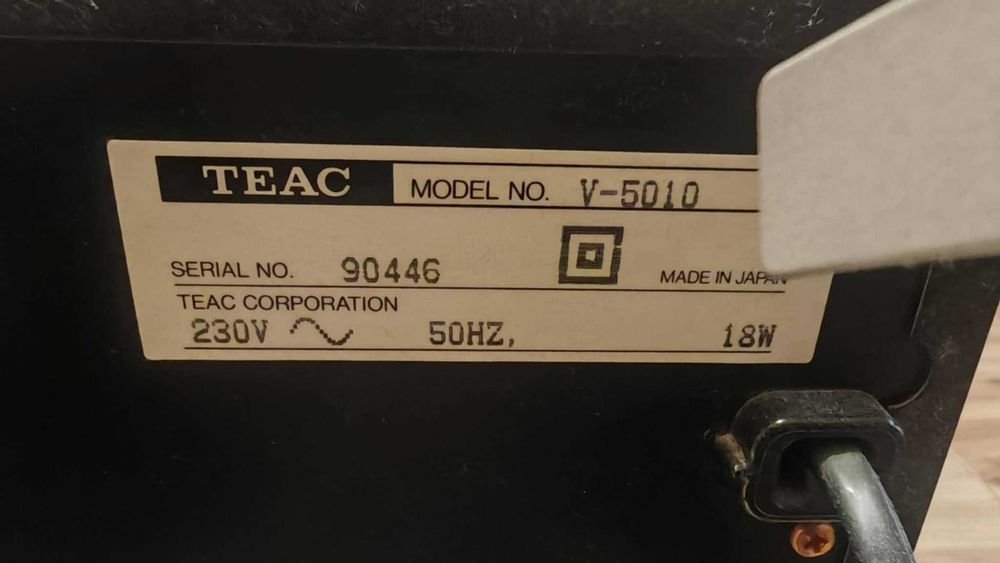 TEAC MODEL NO. V-5010
SERIAL NO. 90446 MADE IN JAPAN
TEAC CORPORATION
230V 50HZ, 18W